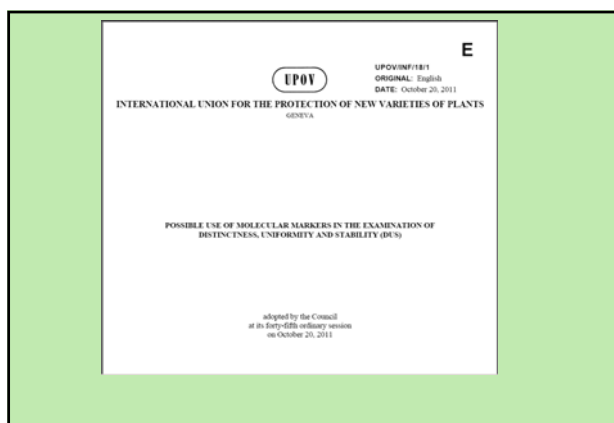 E
UPOV
UPOV/INF/18/1
ORIGINAL: English
DATE: October 20, 2011
INTERNATIONAL UNION FOR THE PROTECTION OF NEW VARIETIES OF PLANTS
GENEVA
POSSIBLE USE OF MOLECULAR MARKERS IN THE EXAMINATION OF
DISTINCTNESS, UNIFORMITY AND STABILITY (DUS)
adopted by the Council
at its forty-fifth ordinary session
on October 20, 2011